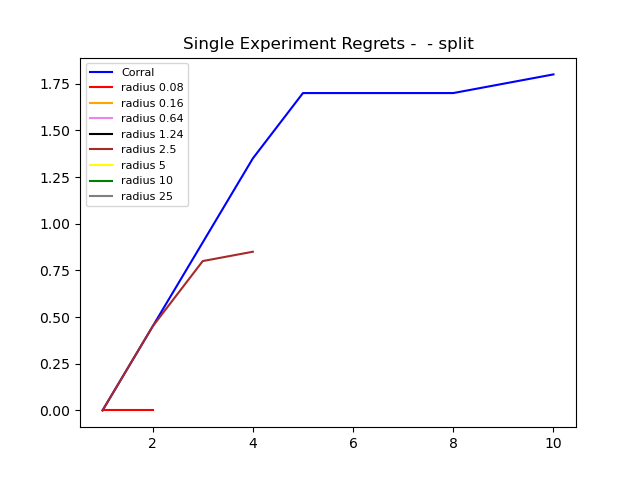 Single Experiment Regrets -  - split
Corral
radius 0.08
radius 0.16
radius 0.64
radius 1.24
radius 2.5
radius 5
radius 10
radius 25
1.75
1.50
1.25
1.00
0.75
0.50
0.25
0.00
2 4 6 8 10